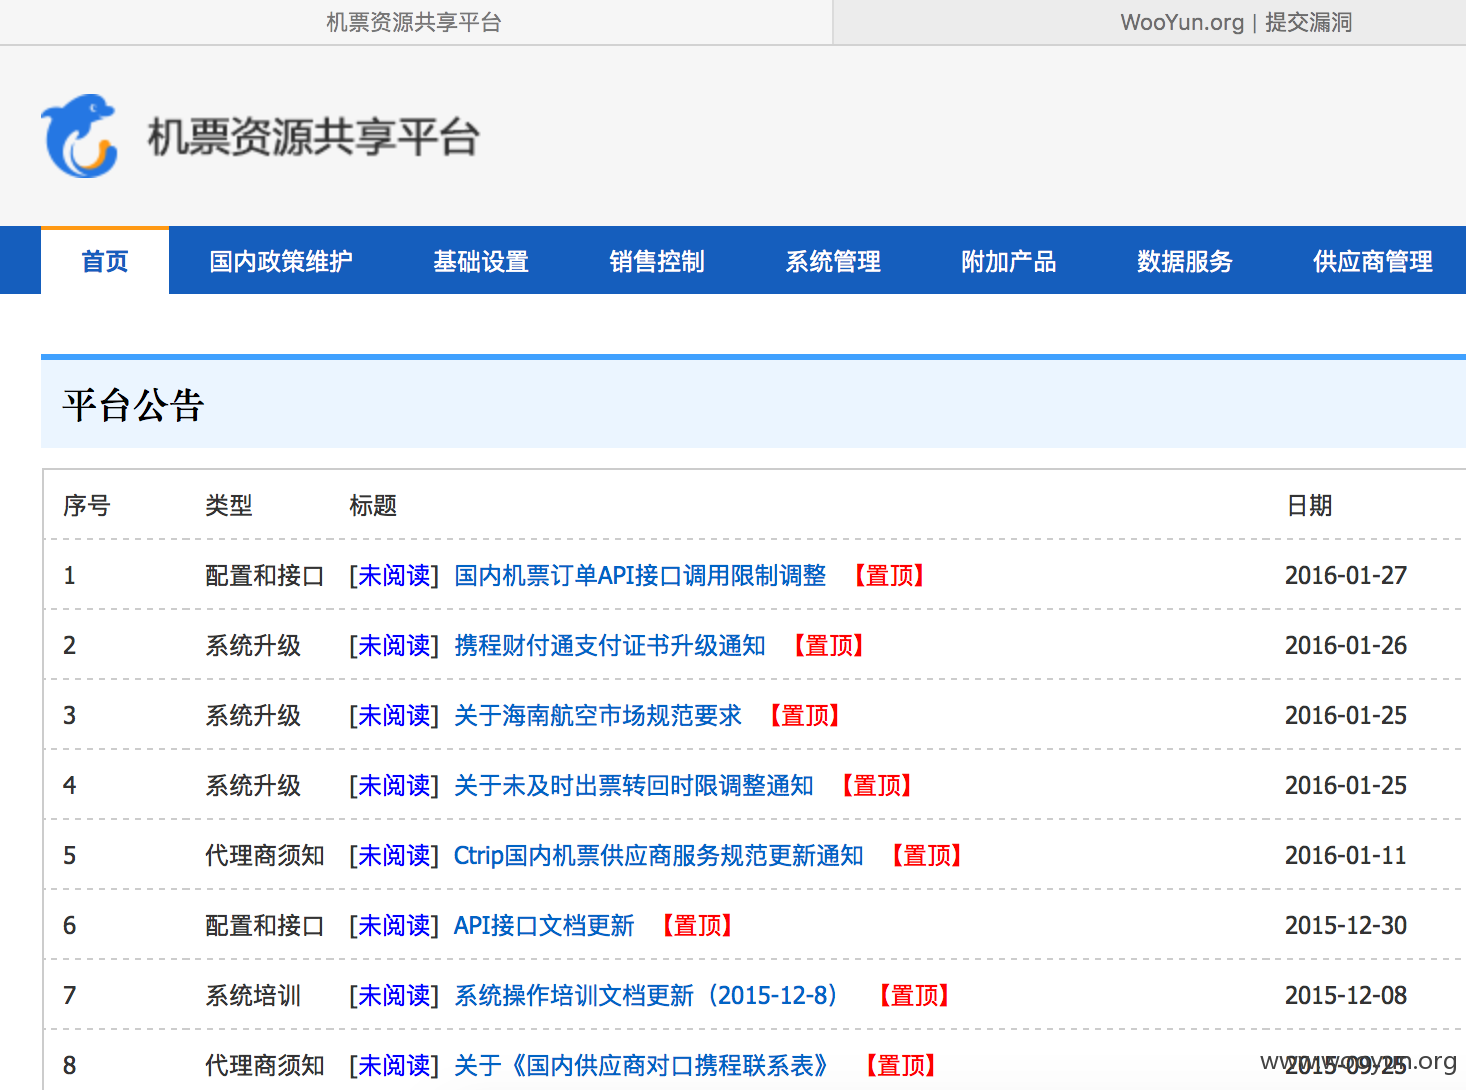 机票资源共享平台 WooYun.org | 提交漏洞
机票资源共享平台
首页 国内政策维护 基础设置 销售控制 系统管理 附加产品 数据服务 供应商管理
平台公告
序号 类型 标题 日期
1 配置和接口 [未阅读] 国内机票订单API接口调用限制调整 【置顶】 2016-01-27
2 系统升级 [未阅读] 携程财付通支付证书升级通知 【置顶】 2016-01-26
3 系统升级 [未阅读] 关于海南航空市场规范要求 【置顶】 2016-01-25
4 系统升级 [未阅读] 关于未及时出票转回时限调整通知 【置顶】 2016-01-25
5 代理商须知 [未阅读] Ctrip国内机票供应商服务规范更新通知 【置顶】 2016-01-11
6 配置和接口 [未阅读] API接口文档更新 【置顶】 2015-12-30
7 系统培训 [未阅读] 系统操作培训文档更新（2015-12-8） 【置顶】 2015-12-08
8 代理商须知 [未阅读] 关于《国内供应商对口携程联系表》 【置顶】 2015-09-25
www.wooyun.org